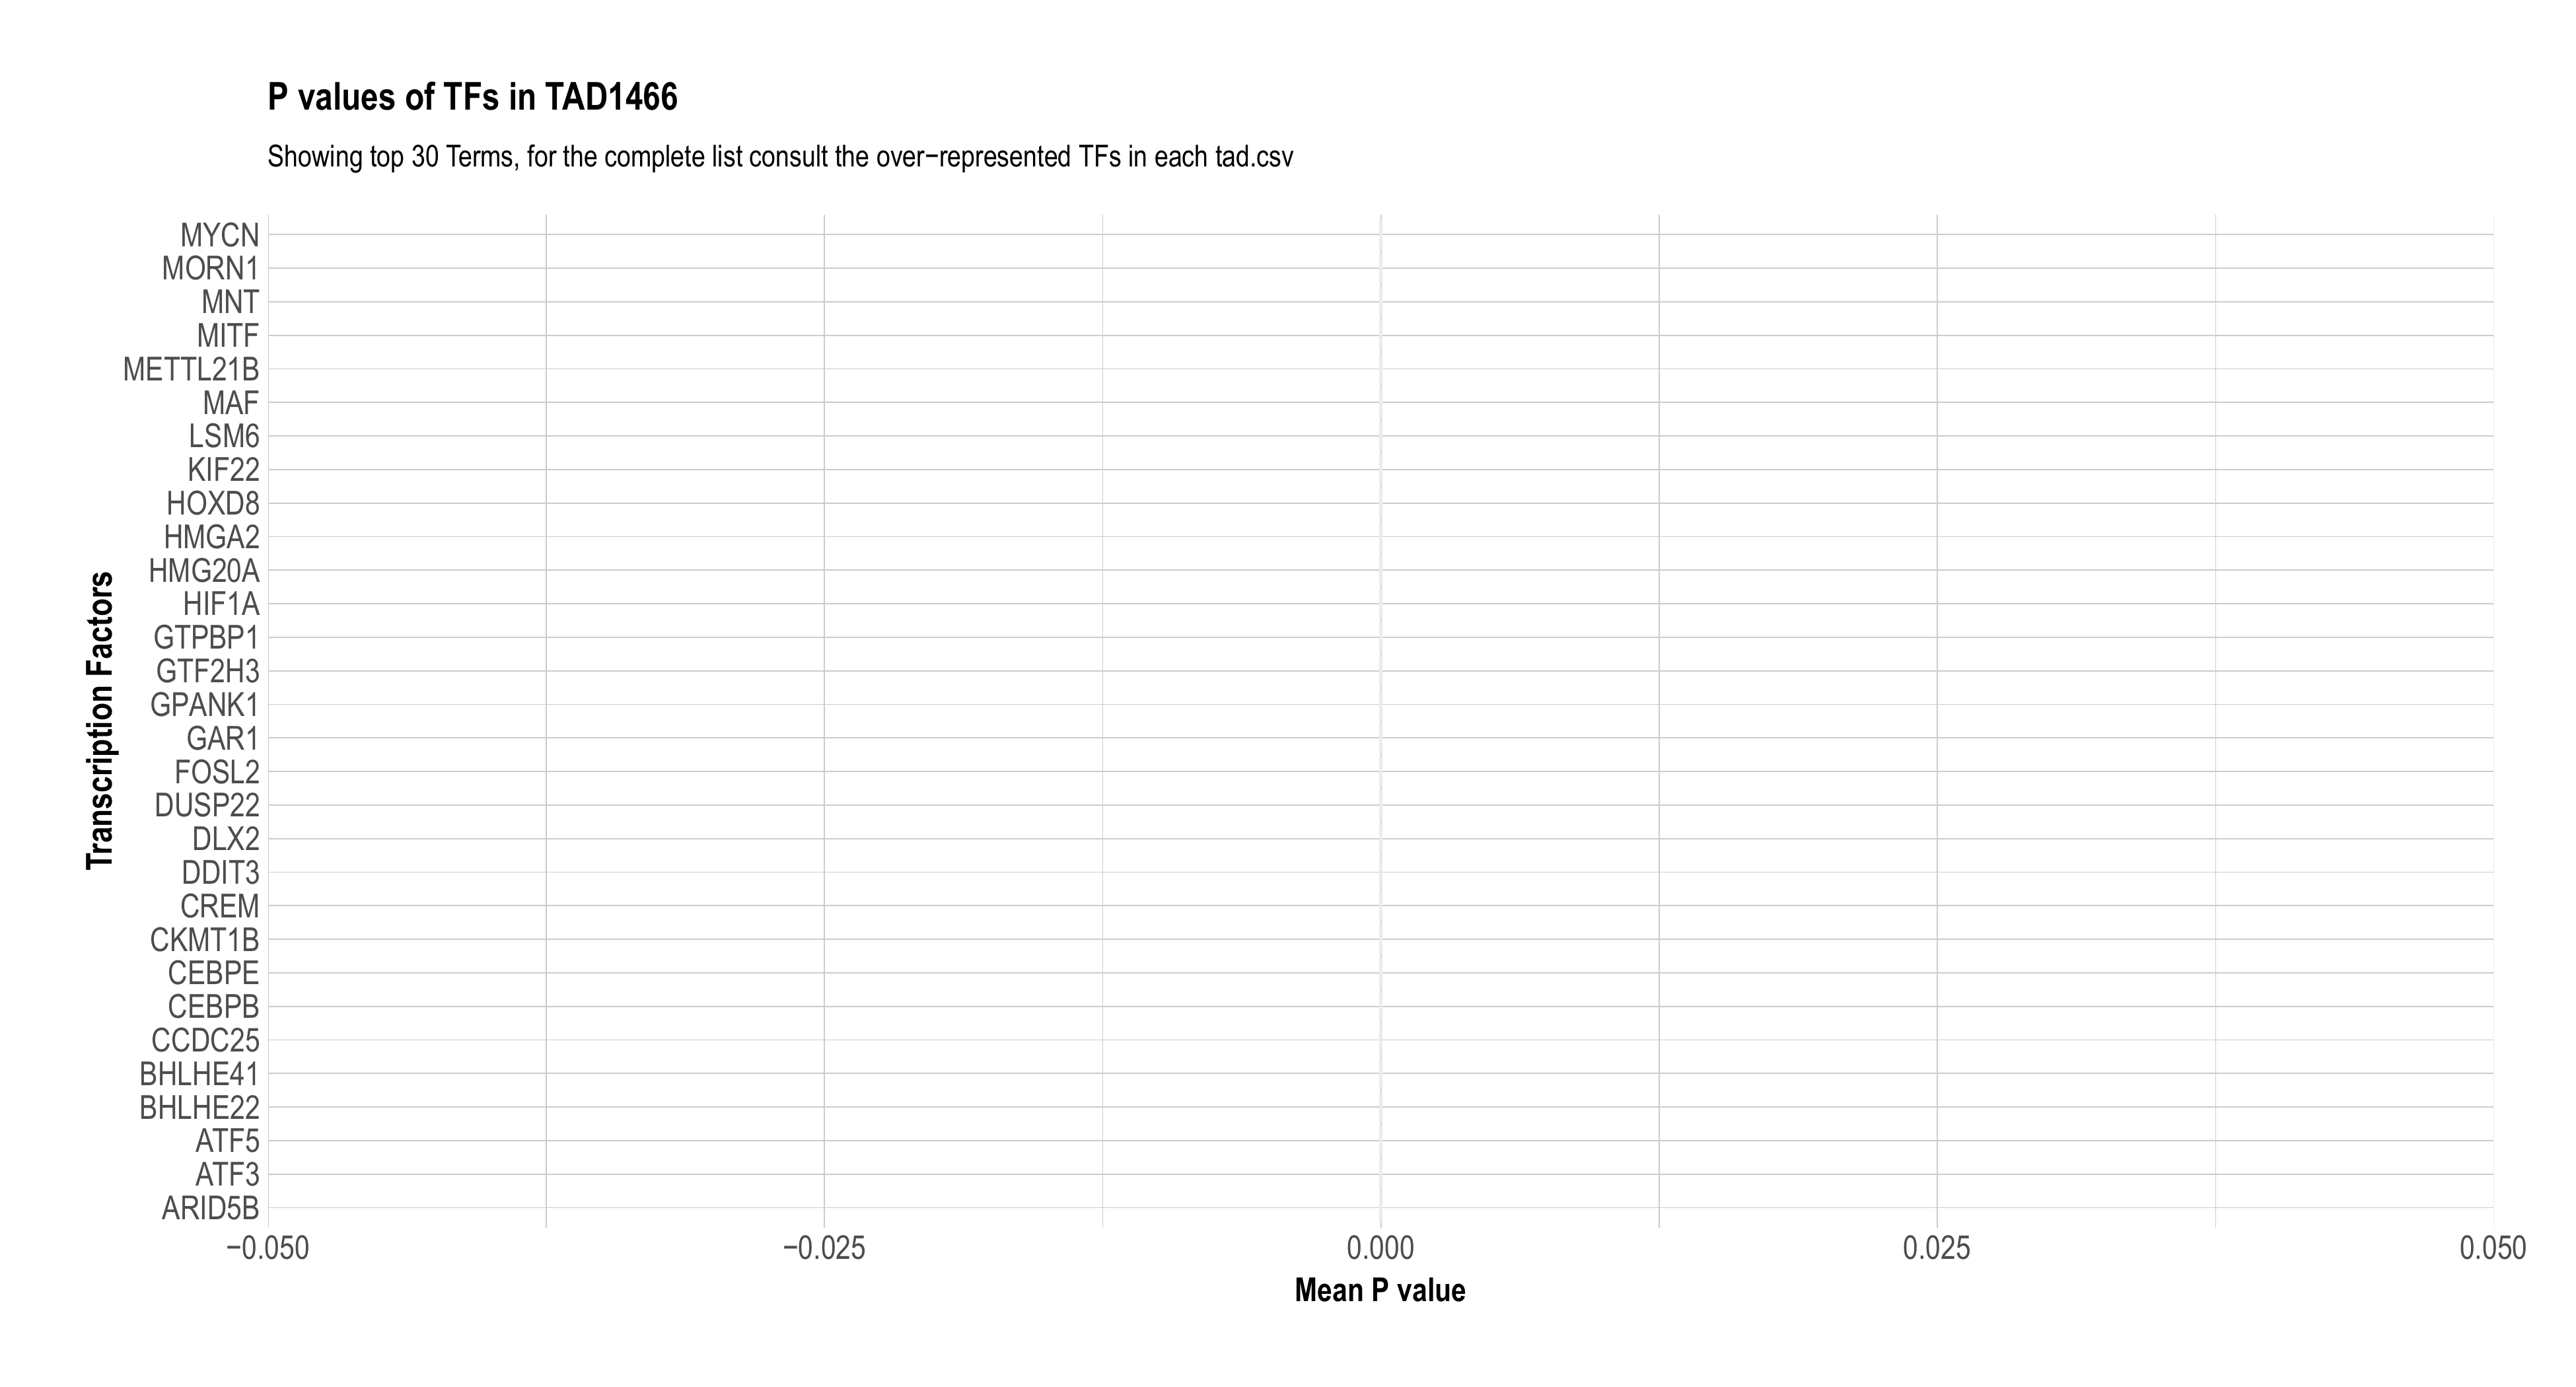 P values of TFs in TAD1466
Showing top 30 Terms, for the complete list consult the over−represented TFs in each tad.csv
Transcription Factors
MYCN
MORN1
MNT
MITF
METTL21B
MAF
LSM6
KIF22
HOXD8
HMGA2
HMG20A
HIF1A
GTPBP1
GTF2H3
GPANK1
GAR1
FOSL2
DUSP22
DLX2
DDIT3
CREM
CKMT1B
CEBPE
CEBPB
CCDC25
BHLHE41
BHLHE22
ATF5
ATF3
ARID5B
−0.050 −0.025 0.000 0.025 0.050
Mean P value